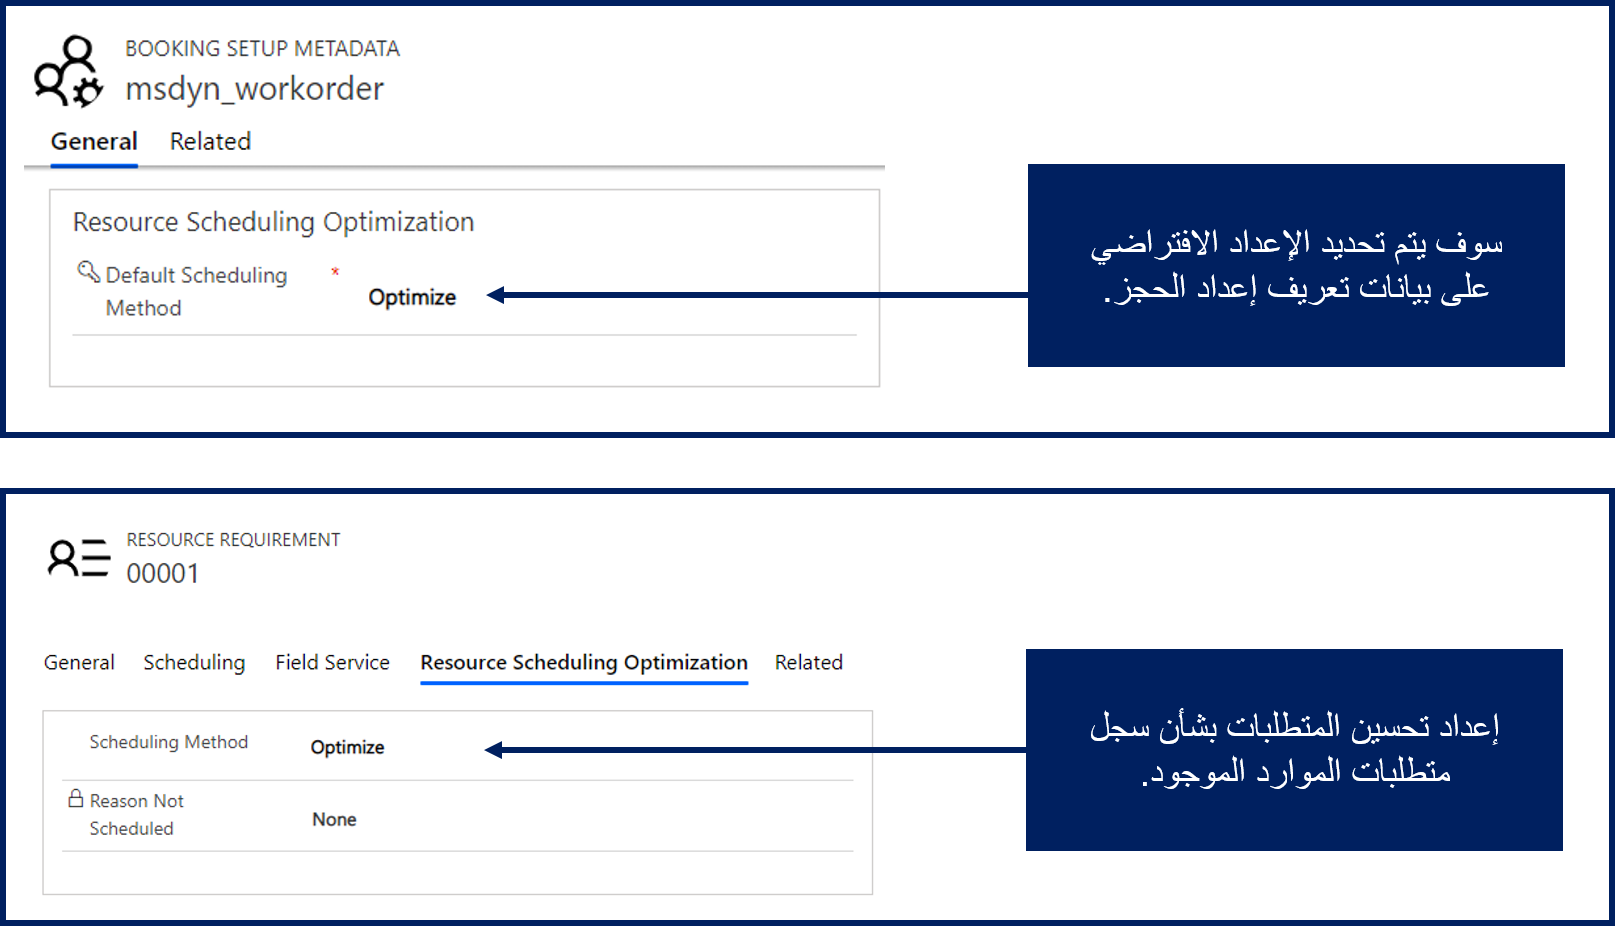 BOOKING SETUP METADATA
msdyn_workorder
General Related
Resource Scheduling Optimization
Default Scheduling *
Method
Optimize
سوف يتم تحديد الإعداد الافتراضي
على بيانات تعريف إعداد الحجز.
RESOURCE REQUIREMENT
00001
General Scheduling Field Service Resource Scheduling Optimization Related
Scheduling Method Optimize
Reason Not
Scheduled
None
إعداد تحسين المتطلبات بشأن سجل
متطلبات الموارد الموجود.